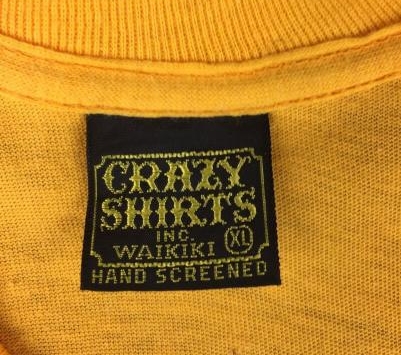 CRAZY
SHIRTS
INC.
WAIKIKI XL
HAND SCREENED